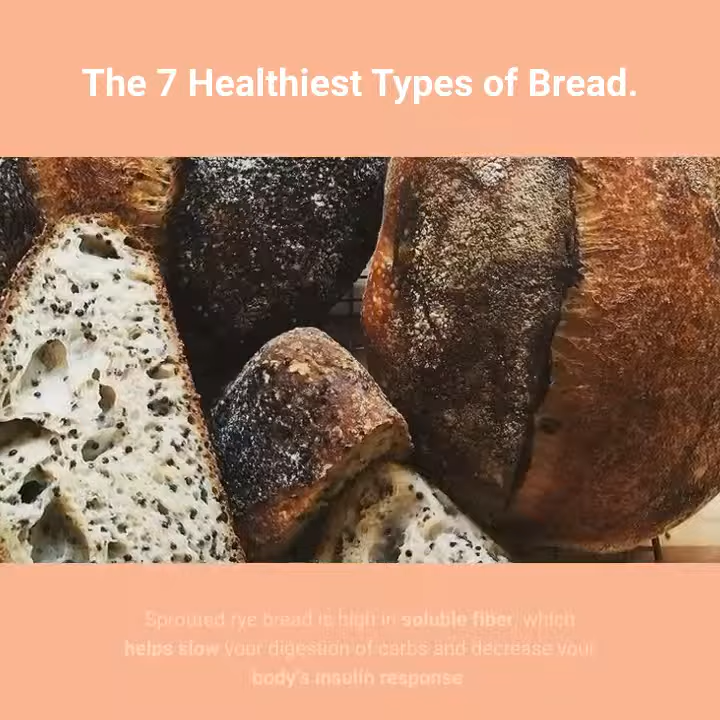 The 7 Healthiest Types of Bread.
Sprouted rye bread is high in soluble fiber, which
helps slow your digestion of carbs and decrease your
body's insulin response